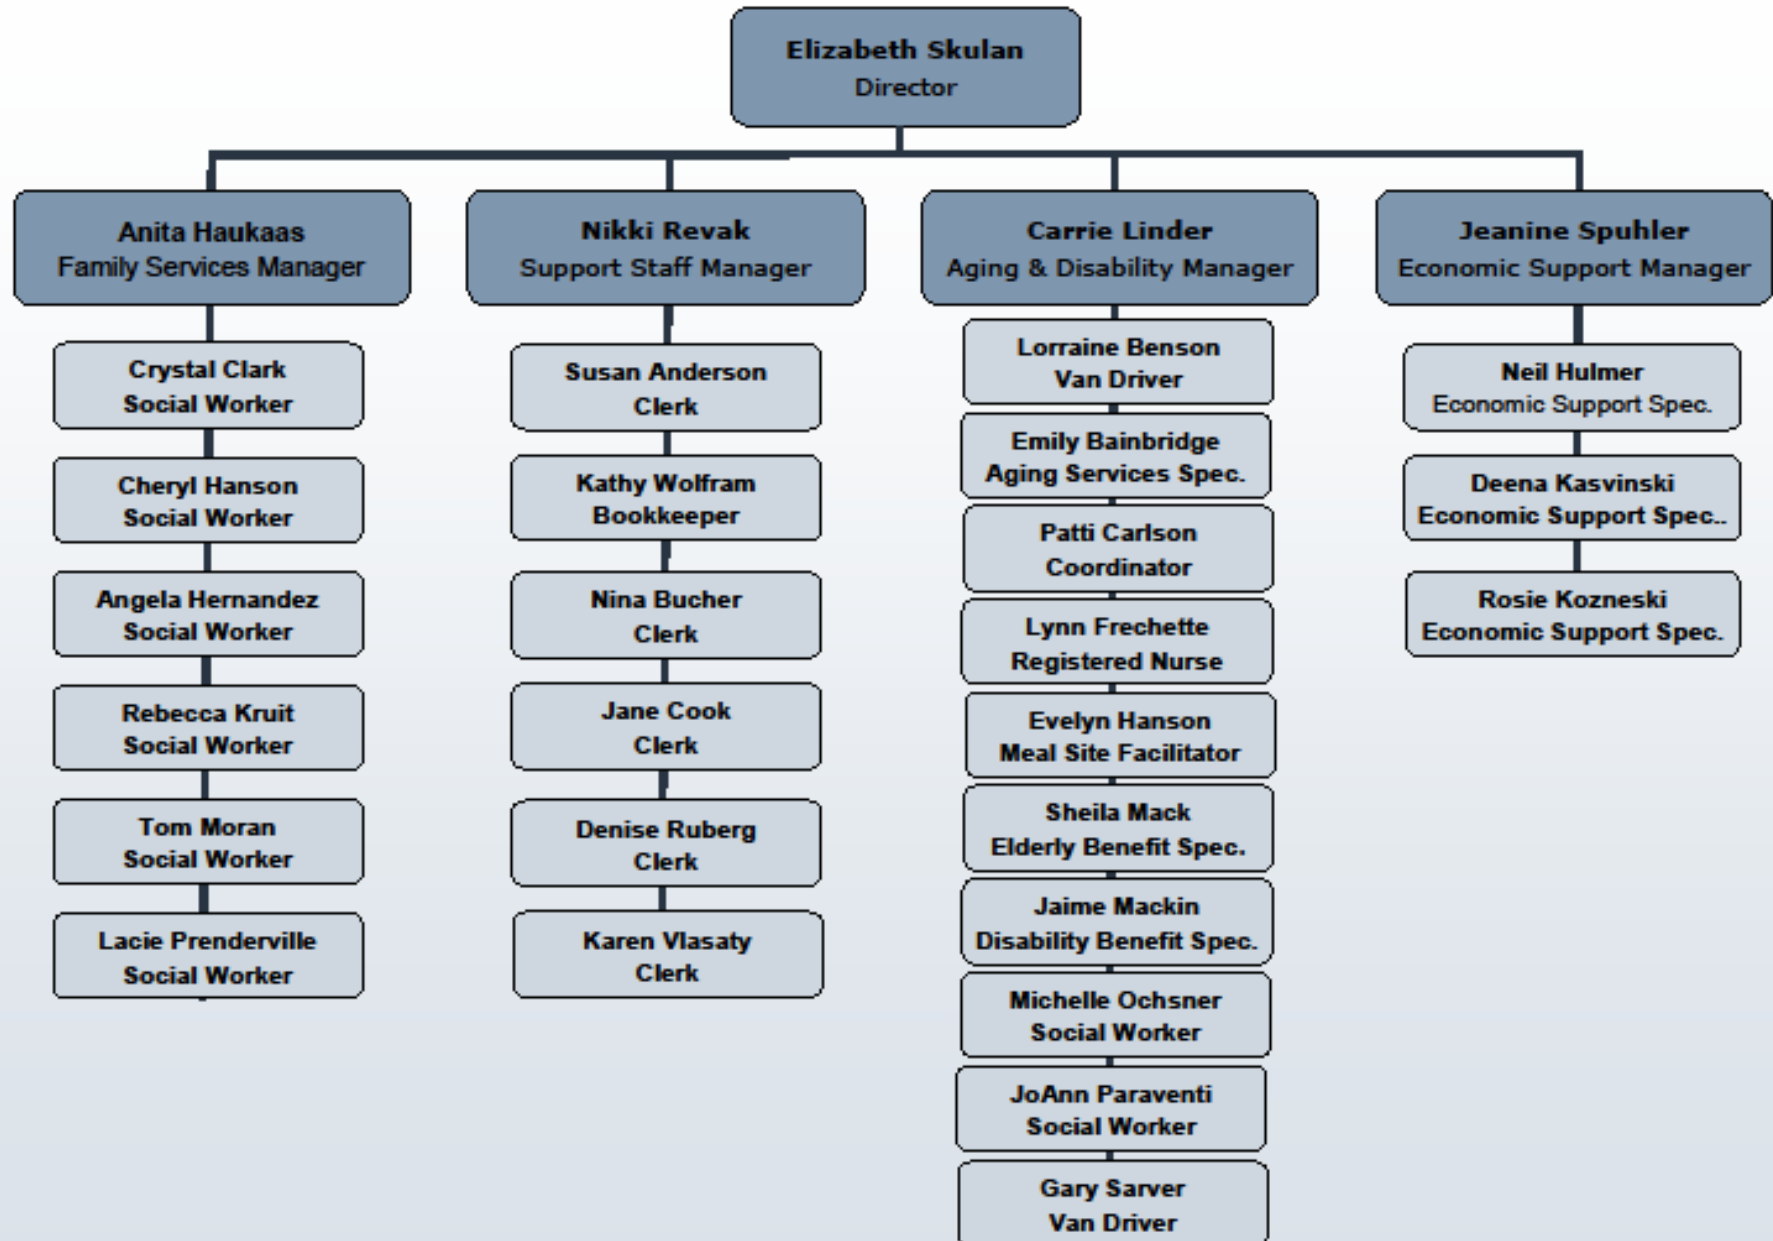 Elizabeth Skulan
Director
Anita Haukaas
Family Services Manager
Crystal Clark
Social Worker
Cheryl Hanson
Social Worker
Angela Hernandez
Social Worker
Rebecca Kruit
Social Worker
Tom Moran
Social Worker
Lacie Prenderville
Social Worker
Nikki Revak
Support Staff Manager
Susan Anderson
Clerk
Kathy Wolfram
Bookkeeper
Nina Bucher
Clerk
Jane Cook
Clerk
Denise Ruberg
Clerk
Karen Vlasaty
Clerk
Carrie Linder
Aging & Disability Manager
Lorraine Benson
Van Driver
Emily Bainbridge
Aging Services Spec.
Patti Carlson
Coordinator
Lynn Frechette
Registered Nurse
Evelyn Hanson
Meal Site Facilitator
Sheila Mack
Elderly Benefit Spec.
Jaime Mackin
Disability Benefit Spec.
Michelle Ochsner
Social Worker
JoAnn Paraventi
Social Worker
Gary Sarver
Van Driver
Jeanine Spuhler
Economic Support Manager
Neil Hulmer
Economic Support Spec.
Deena Kasvinski
Economic Support Spec..
Rosie Kozneski
Economic Support Spec.